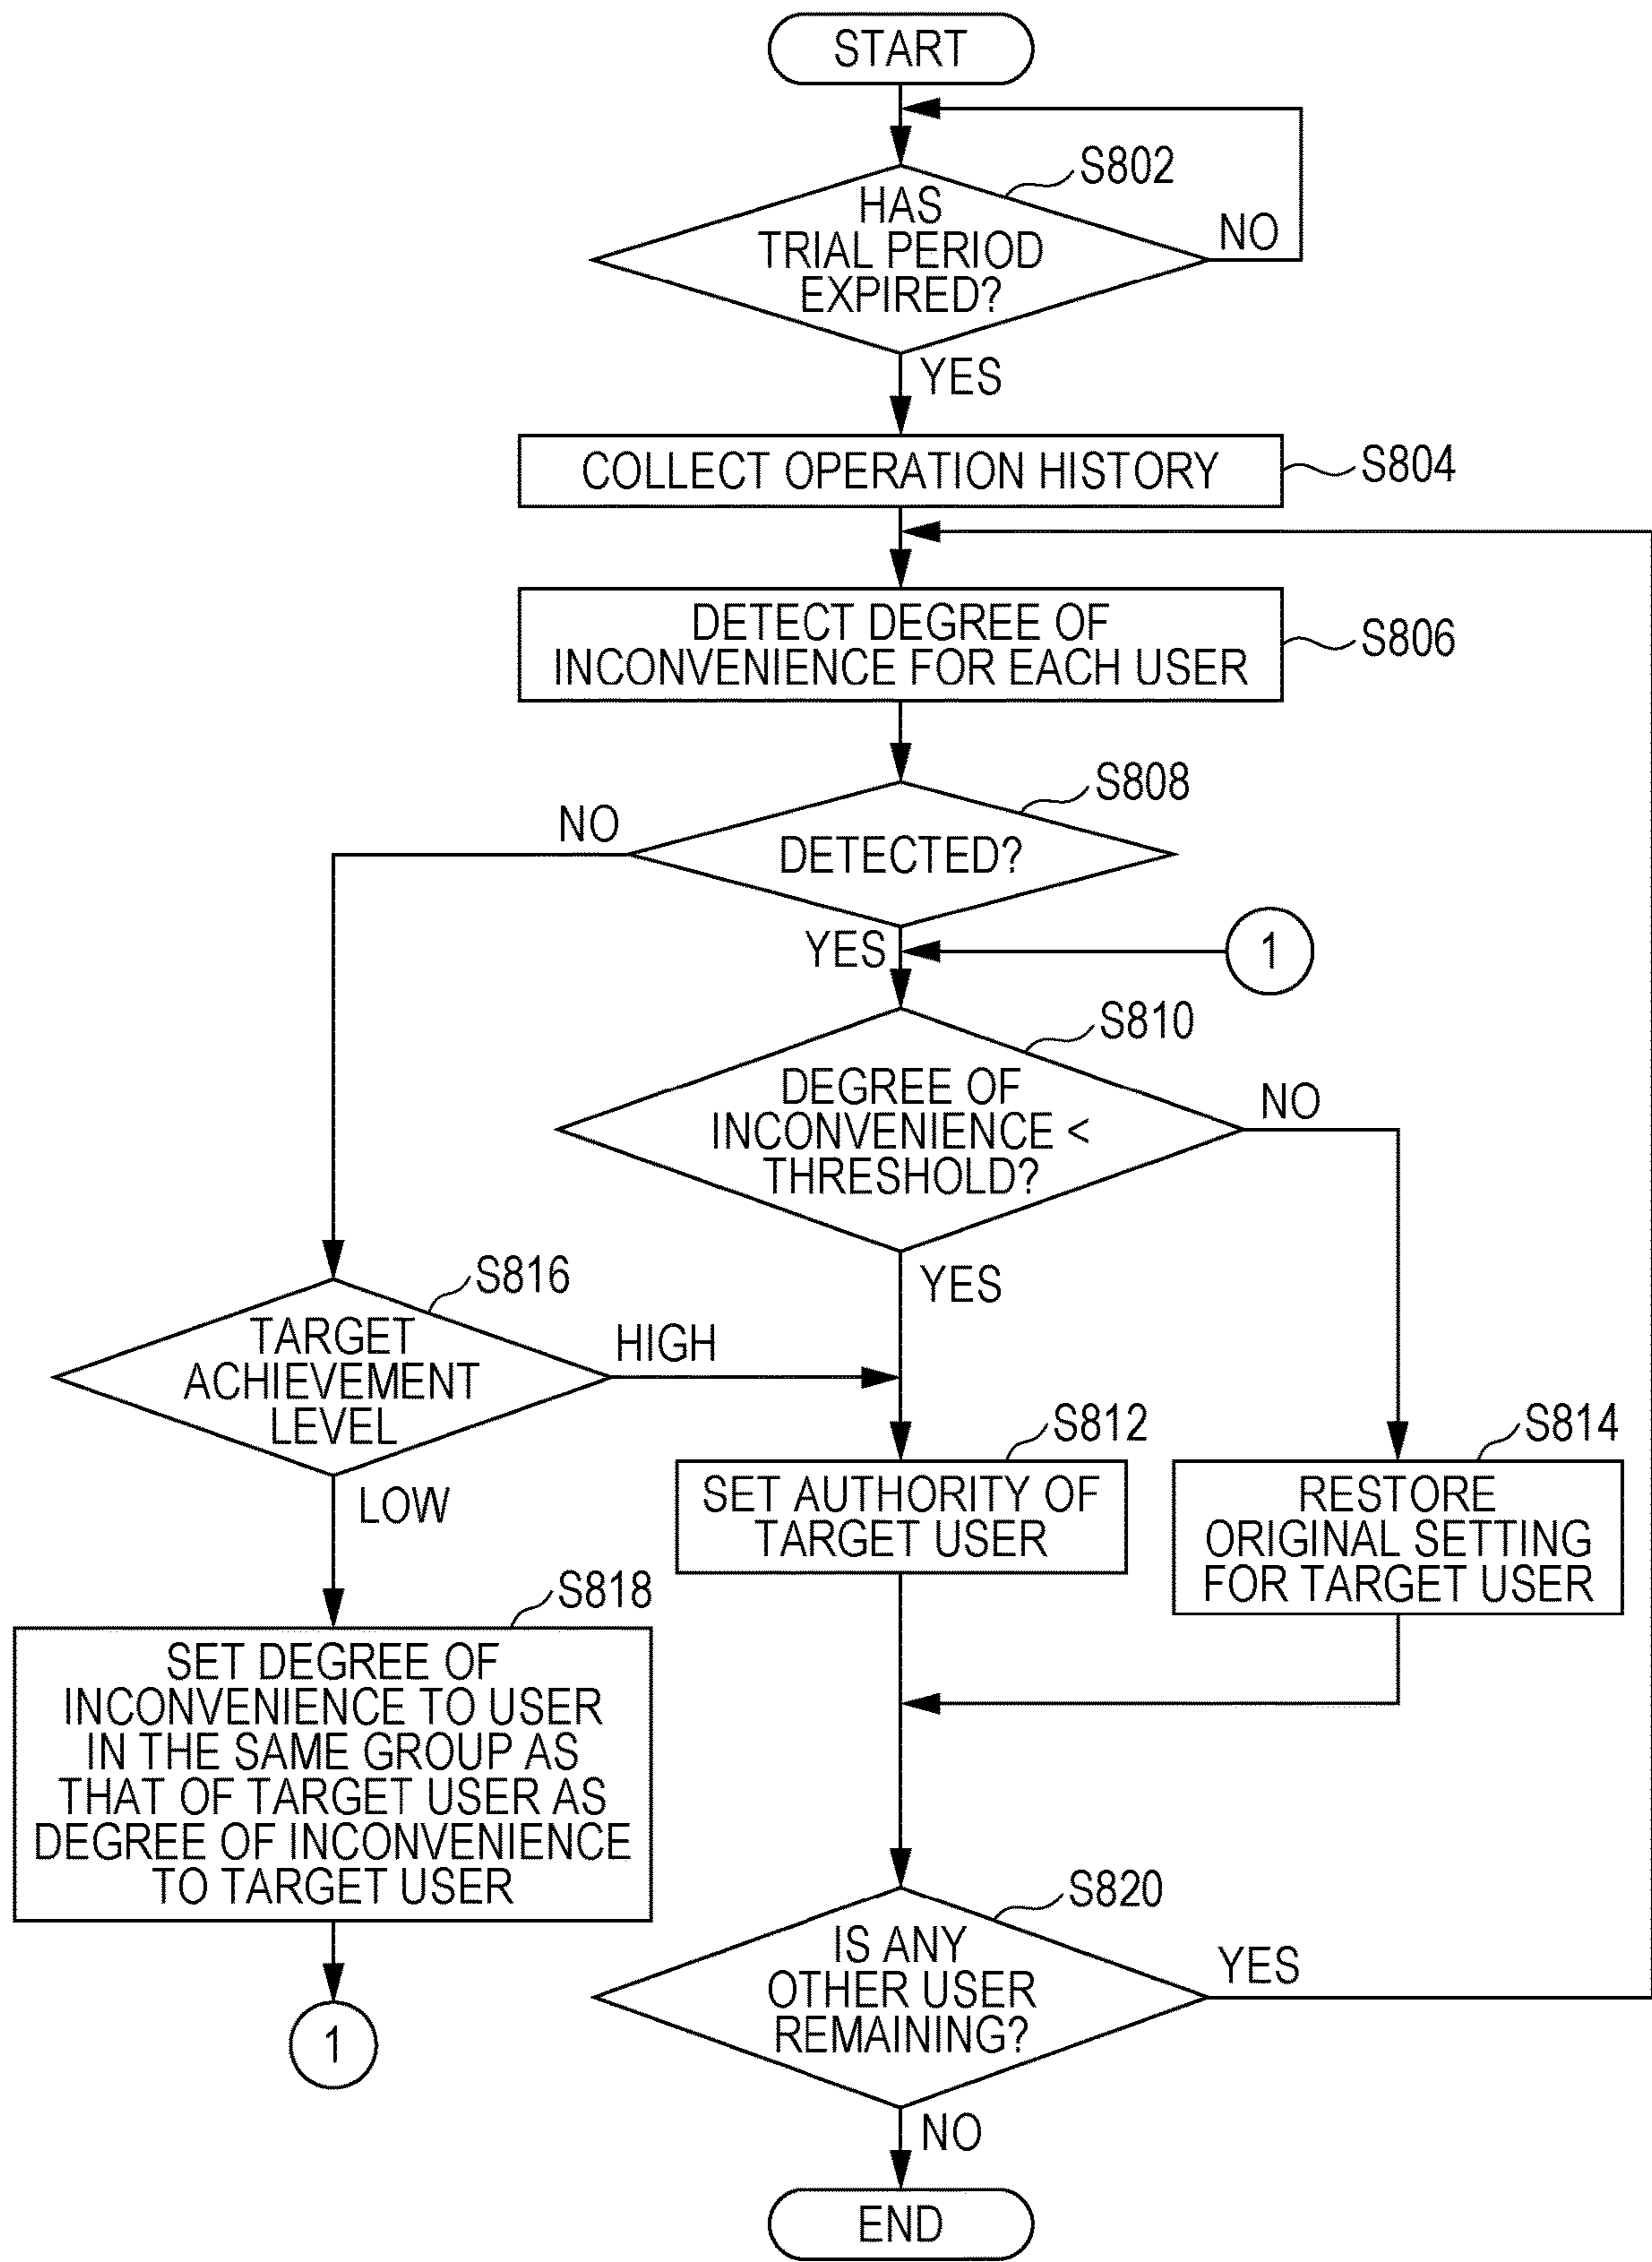 START
S802
HAS
TRIAL PERIOD
EXPIRED?
NO
YES
COLLECT OPERATION HISTORY
S804
DETECT DEGREE OF
INCONVENIENCE FOR EACH USER
S806
S808
NO
DETECTED?
YES
1
S810
DEGREE OF
INCONVENIENCE <
THRESHOLD?
NO
YES
S816
TARGET
ACHIEVEMENT
LEVEL
HIGH
LOW
S812
SET AUTHORITY OF
TARGET USER
S814
RESTORE
ORIGINAL SETTING
FOR TARGET USER
S818
SET DEGREE OF
INCONVENIENCE TO USER
IN THE SAME GROUP AS
THAT OF TARGET USER AS
DEGREE OF INCONVENIENCE
TO TARGET USER
1
S820
IS ANY
OTHER USER
REMAINING?
YES
NO
END